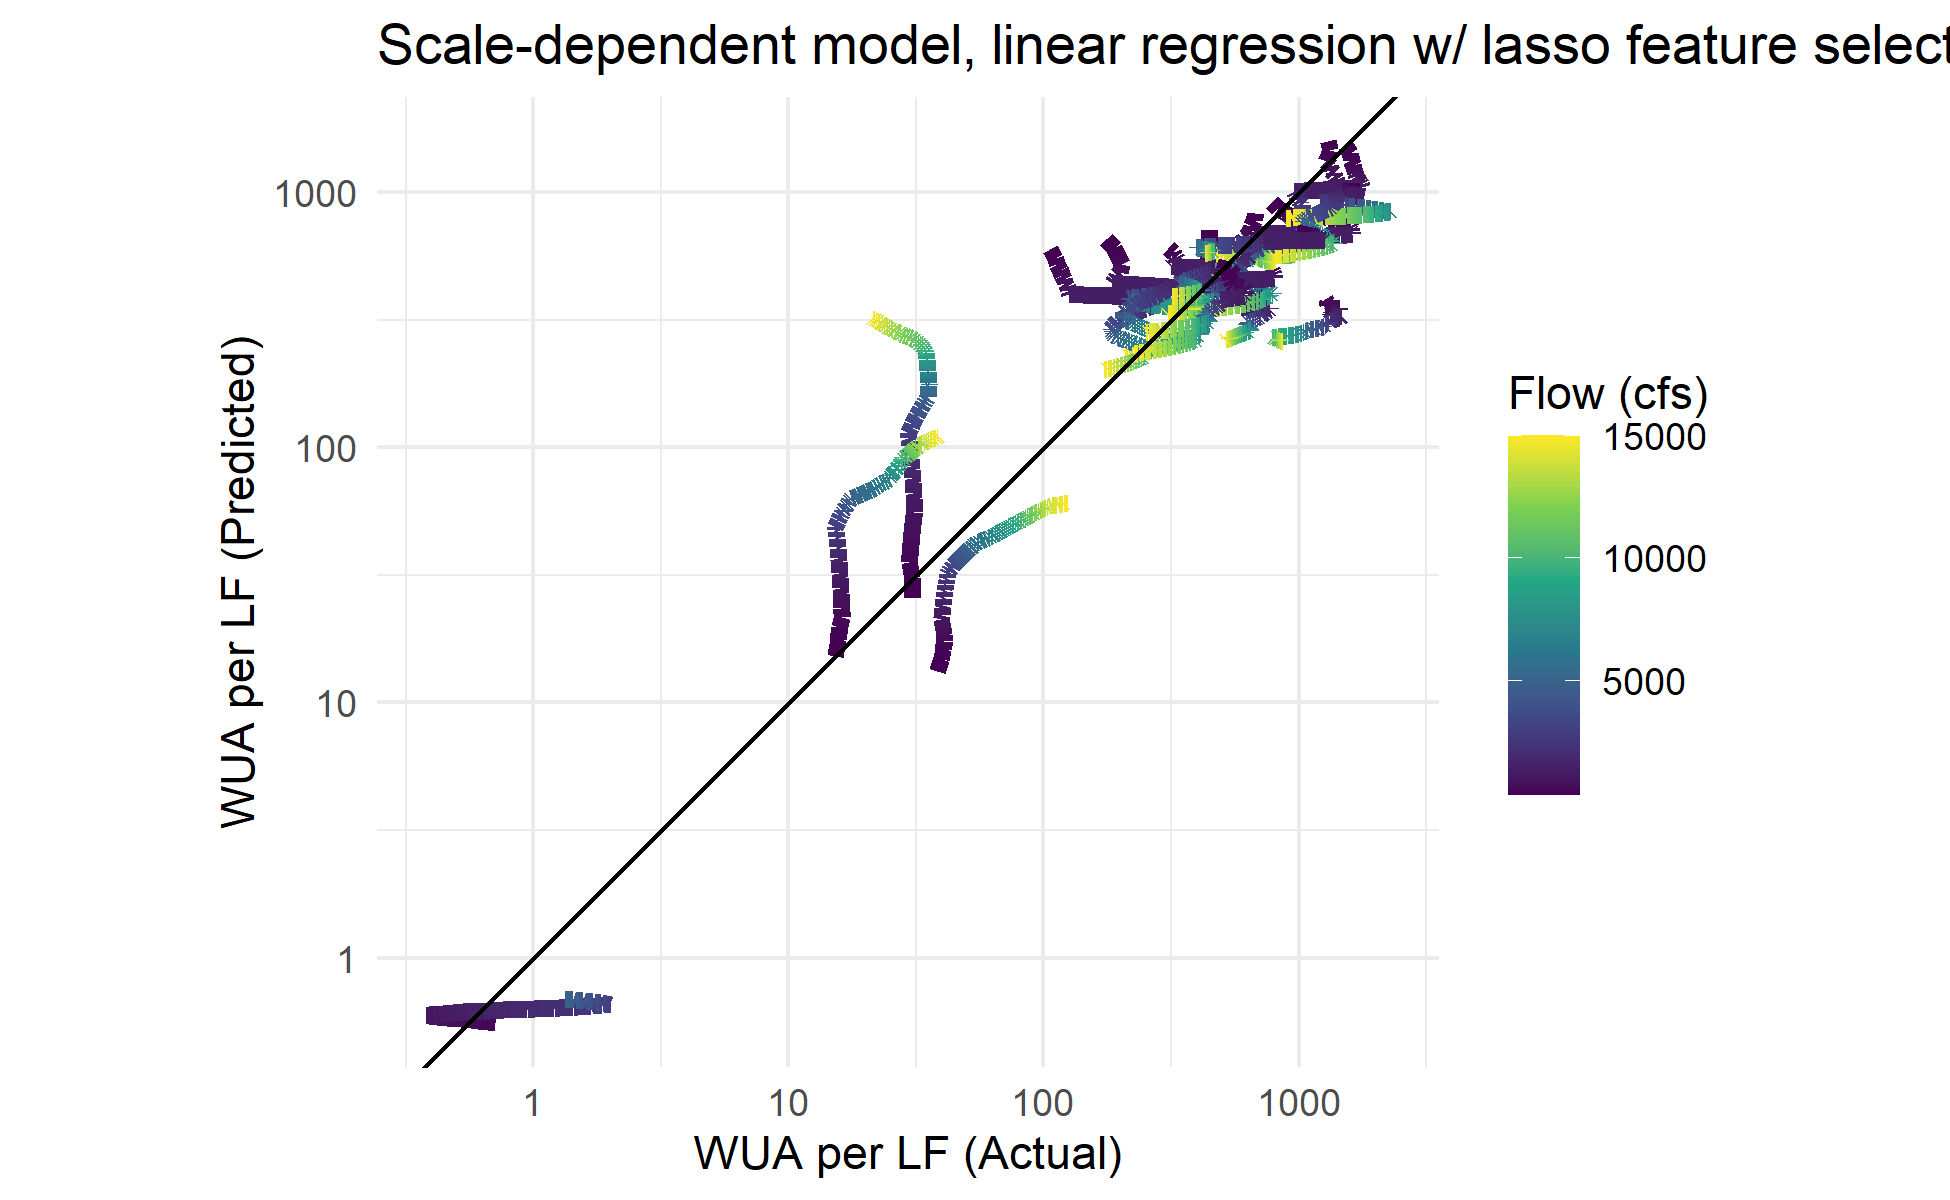 Scale-dependent model, linear regression w/ lasso feature select
WUA per LF (Predicted)
1000
100
10
1
1
10
100
1000
WUA per LF (Actual)
Flow (cfs)
15000
10000
5000